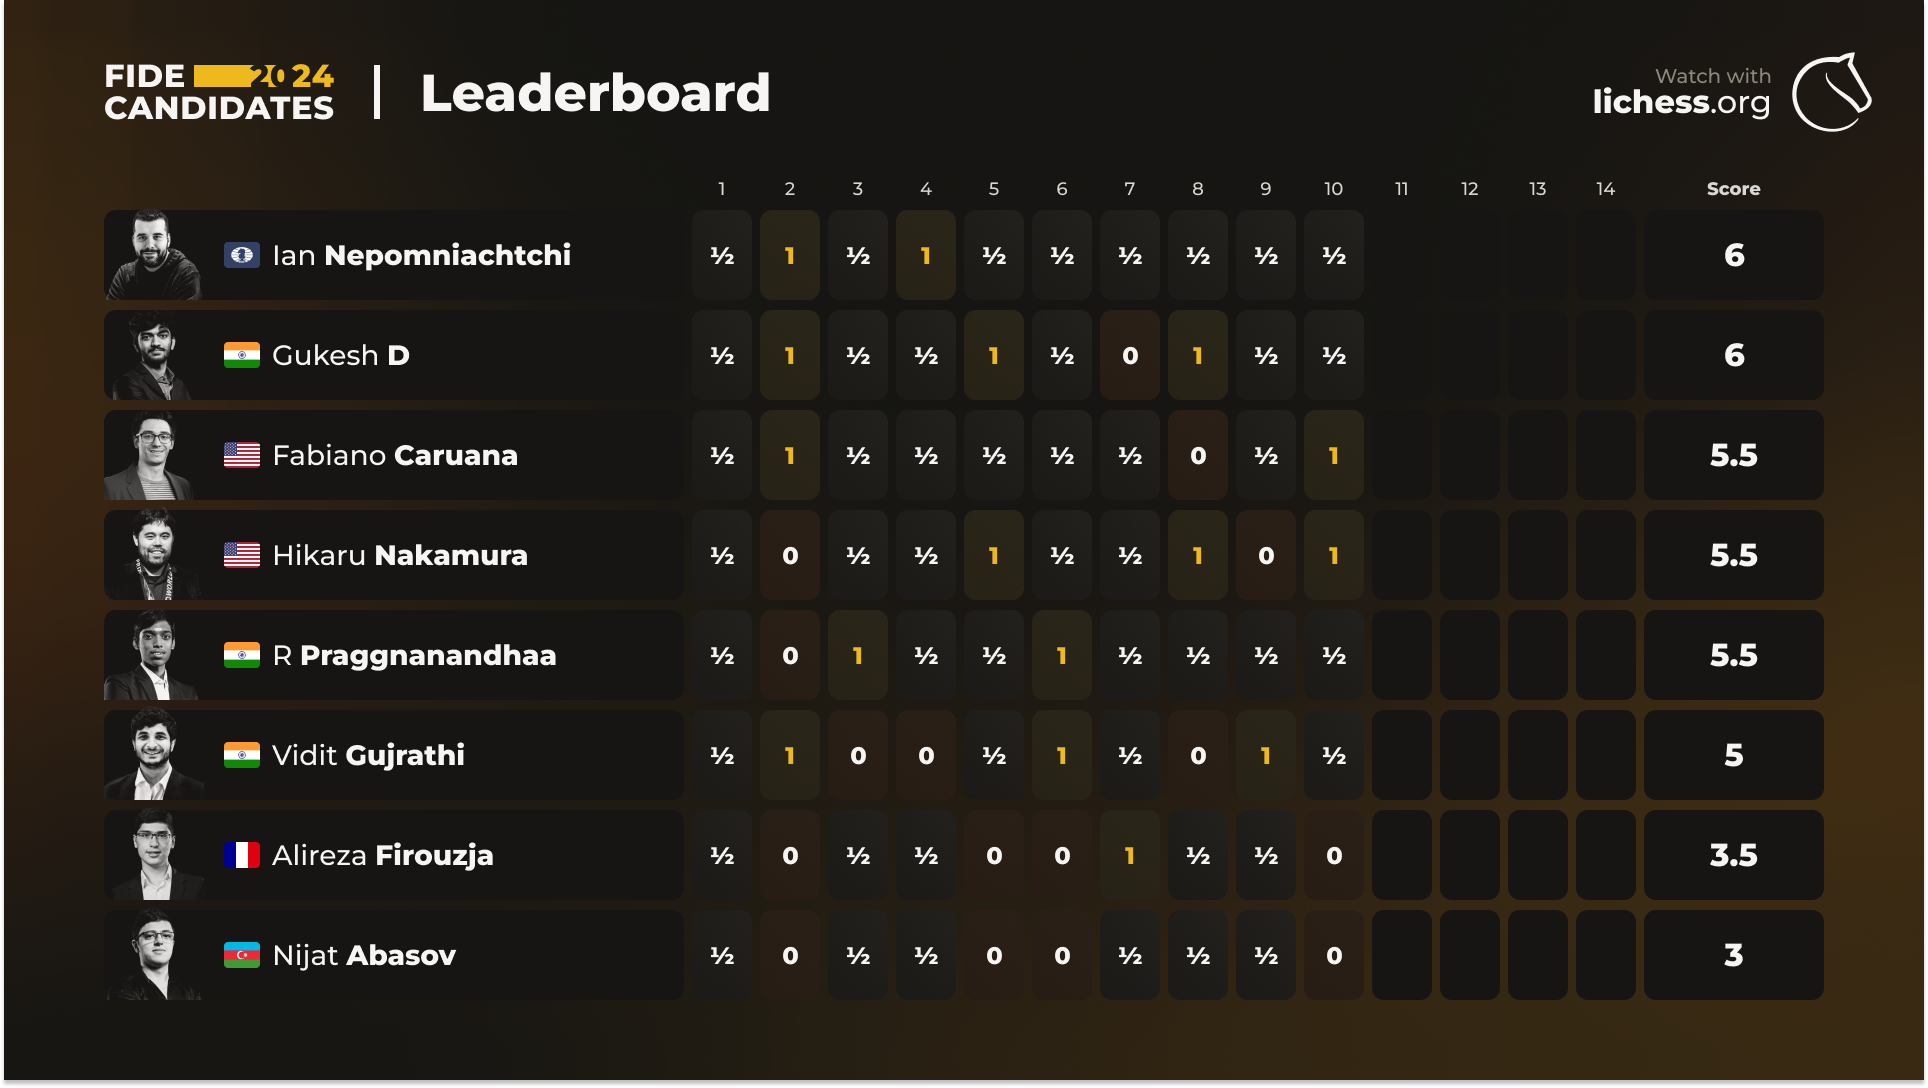 FIDE 2024
CANDIDATES
Leaderboard
Watch with
lichess.org
1 2 3 4 5 6 7 8 9 10 11 12 13 14 Score
Ian Nepomniachtchi ½ 1 ½ 1 ½ ½ ½ ½ ½ ½ 6
Gukesh D ½ 1 ½ ½ 1 ½ 0 1 ½ ½ 6
Fabiano Caruana ½ 1 ½ ½ ½ ½ ½ 0 ½ 1 5.5
Hikaru Nakamura ½ 0 ½ ½ 1 ½ ½ 1 0 1 5.5
R Praggnanandhaa ½ 0 1 ½ ½ 1 ½ ½ ½ ½ 5.5
Vidit Gujrathi ½ 1 0 0 ½ 1 ½ 0 1 ½ 5
Alireza Firouzja ½ 0 ½ ½ 0 0 1 ½ ½ 0 3.5
Nijat Abasov ½ 0 ½ ½ 0 0 ½ ½ ½ 0 3